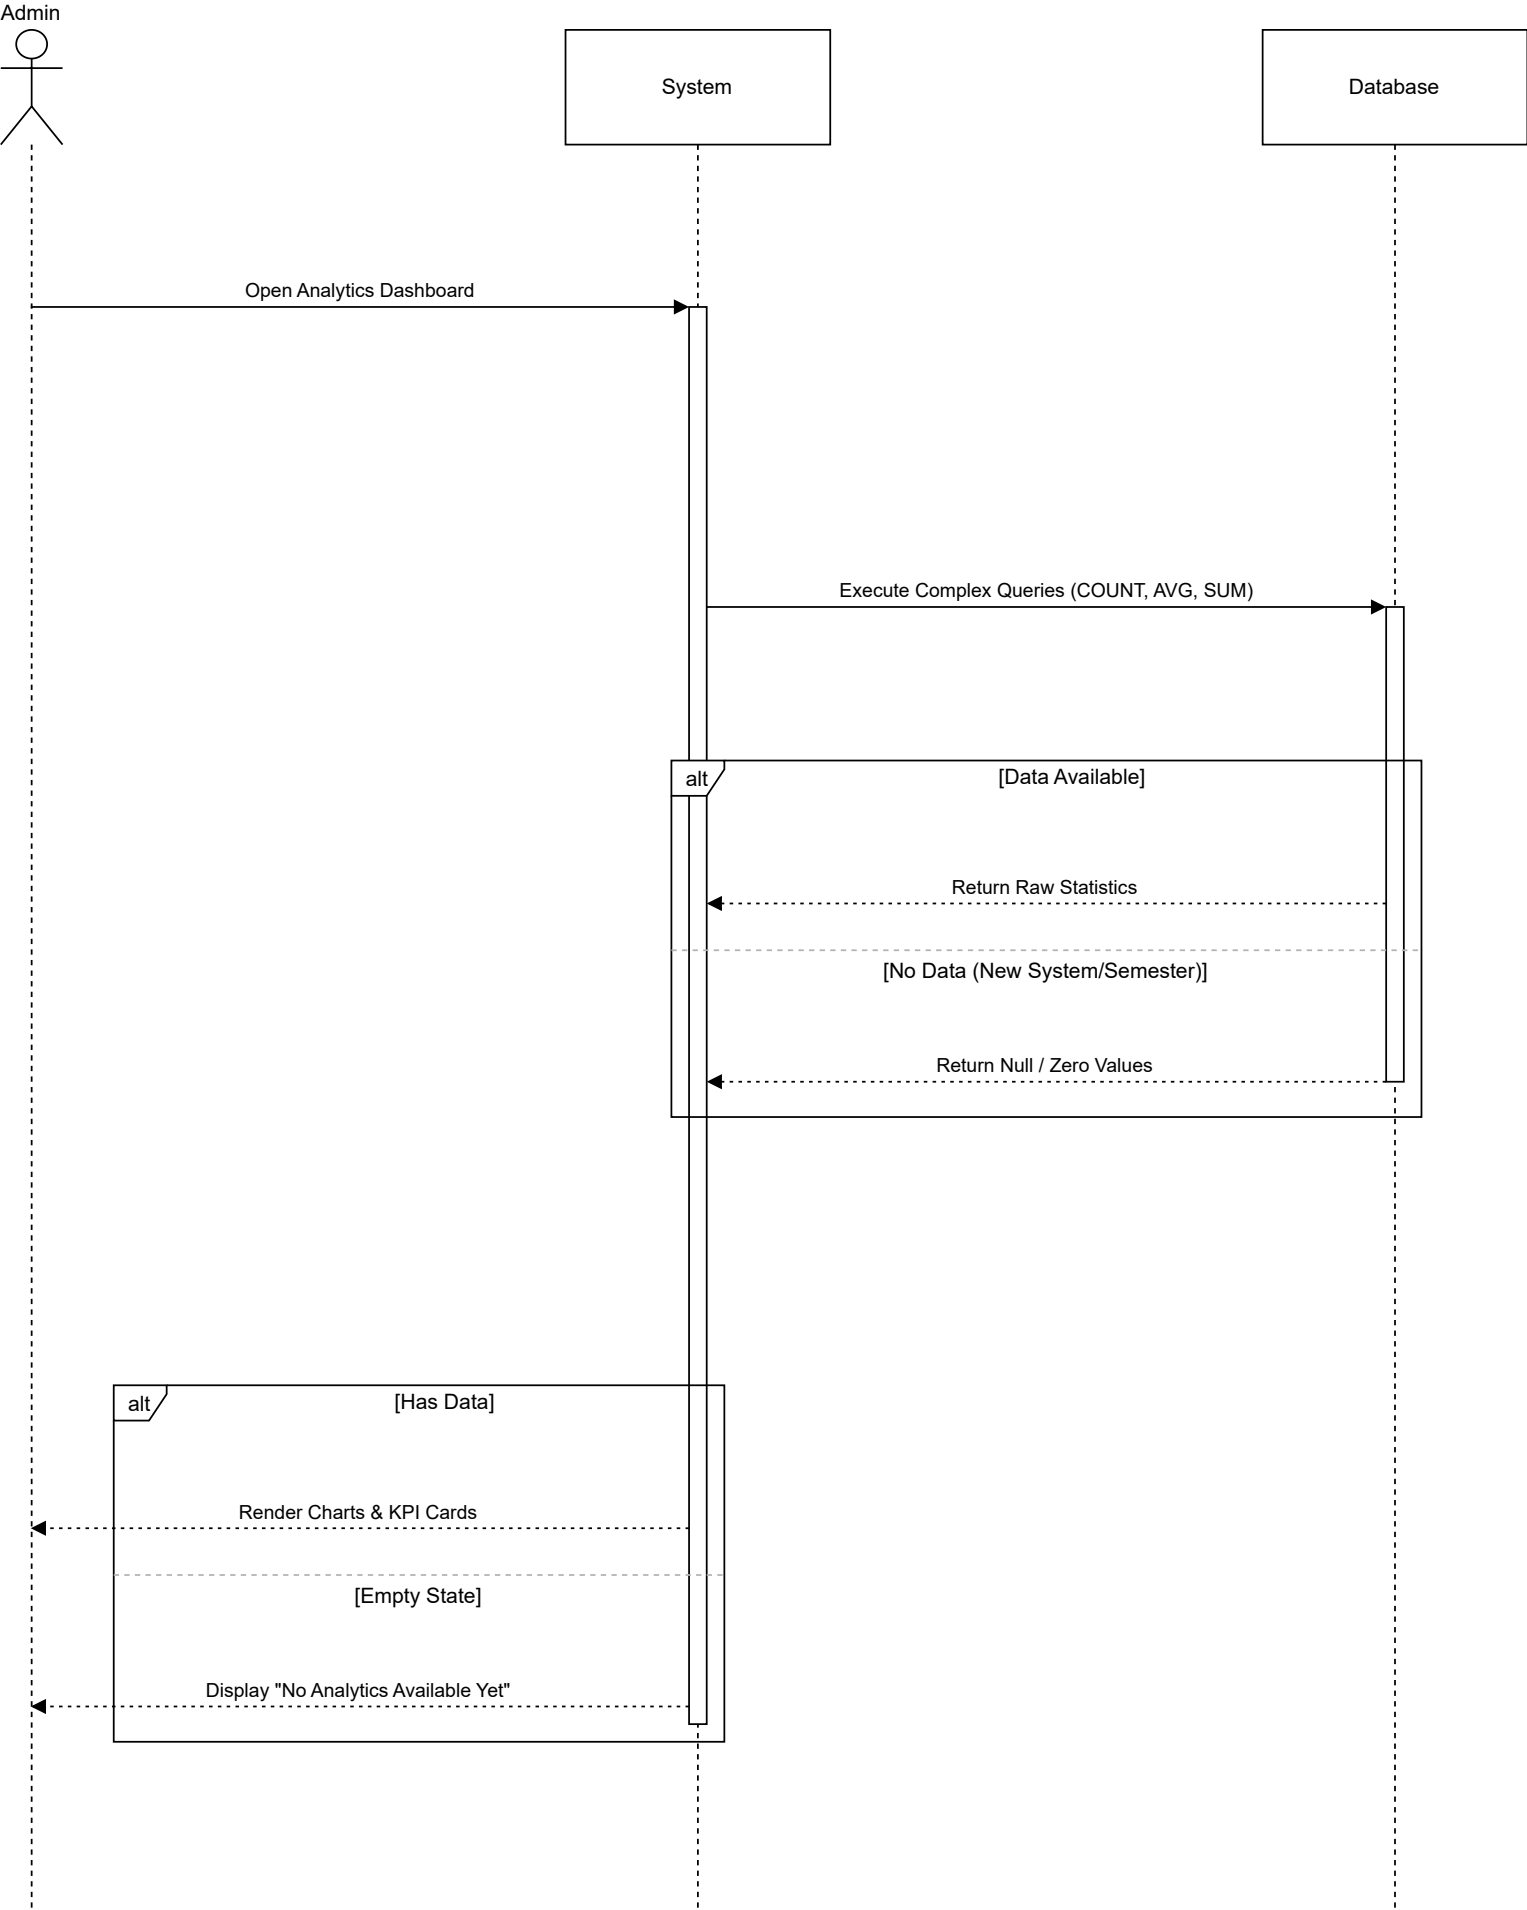 Admin
System
Database
Open Analytics Dashboard
Execute Complex Queries (COUNT, AVG, SUM)
alt
[Data Available]
Return Raw Statistics
[No Data (New System/Semester)]
Return Null / Zero Values
alt
[Has Data]
Render Charts & KPI Cards
[Empty State]
Display "No Analytics Available Yet"